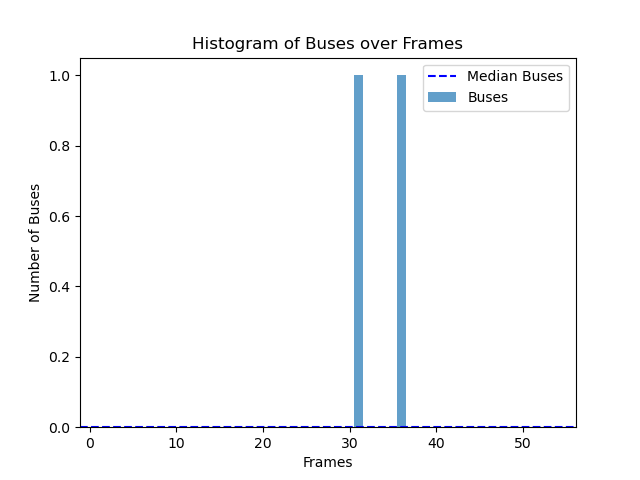 Histogram of Buses over Frames
Median Buses
Buses
1.0
0.8
0.6
0.4
0.2
0.0
Number of Buses
0 10 20 30 40 50
Frames